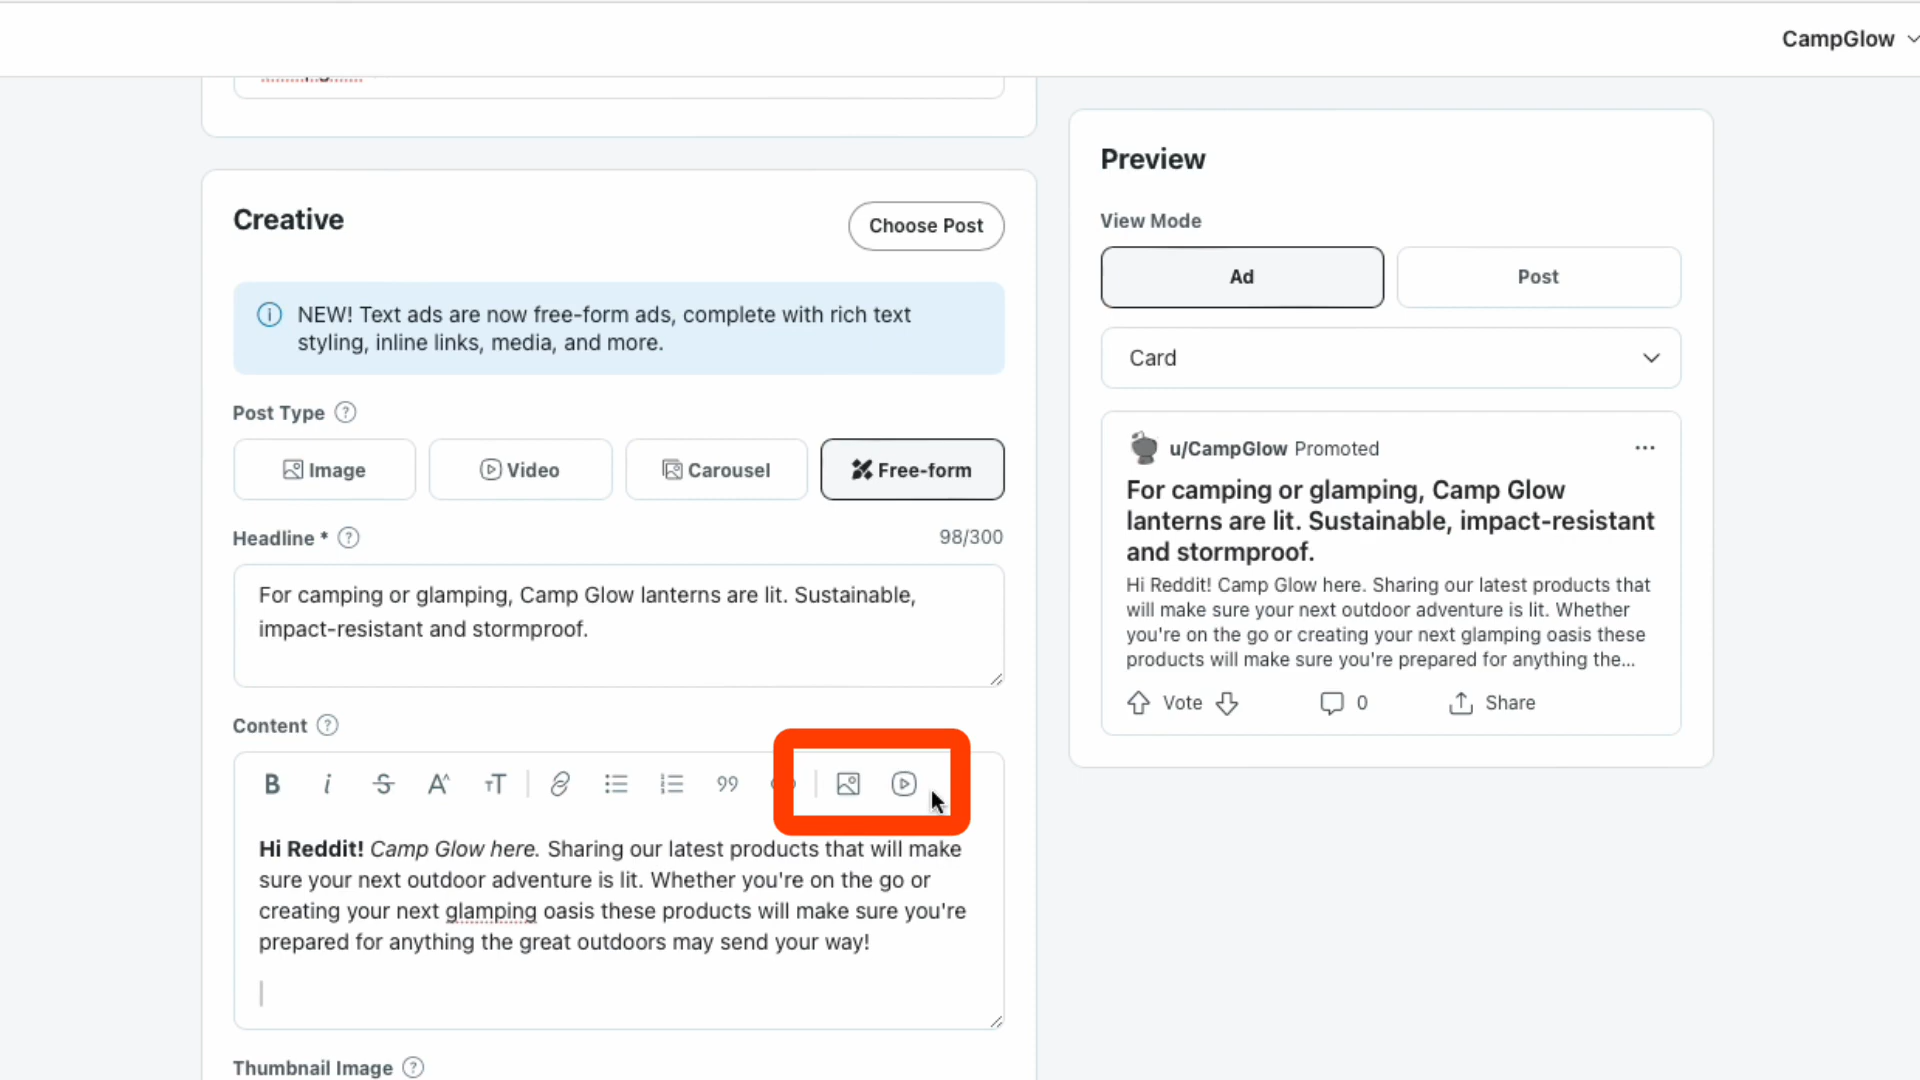 CampGlow
Creative
Choose Post
NEW! Text ads are now free-form ads, complete with rich text
styling, inline links, media, and more.
Post Type
Image
Video
Carousel
Free-form
Headline *
98/300
For camping or glamping, Camp Glow lanterns are lit. Sustainable,
impact-resistant and stormproof.
Content
Hi Reddit! Camp Glow here. Sharing our latest products that will make
sure your next outdoor adventure is lit. Whether you're on the go or
creating your next glamping oasis these products will make sure you're
prepared for anything the great outdoors may send your way!
Thumbnail Image
Preview
View Mode
Ad
Post
Card
u/CampGlow Promoted
For camping or glamping, Camp Glow
lanterns are lit. Sustainable, impact-resistant
and stormproof.
Hi Reddit! Camp Glow here. Sharing our latest products that
will make sure your next outdoor adventure is lit. Whether
you're on the go or creating your next glamping oasis these
products will make sure you're prepared for anything the...
Vote
0
Share